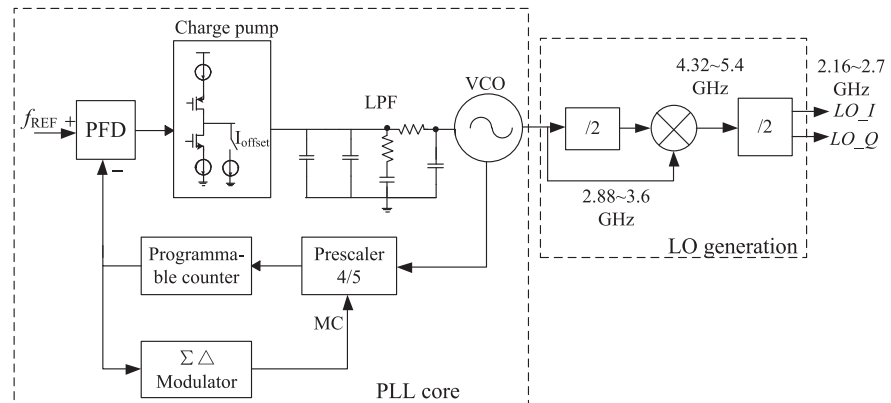 Charge pump
f_REF
+
PFD
−
I_offset
LPF
VCO
/2
4.32~5.4
GHz
/2
2.16~2.7
GHz
LO_I
LO_Q
2.88~3.6
GHz
LO generation
Programma-
ble counter
Prescaler
4/5
MC
Σ △
Modulator
PLL core